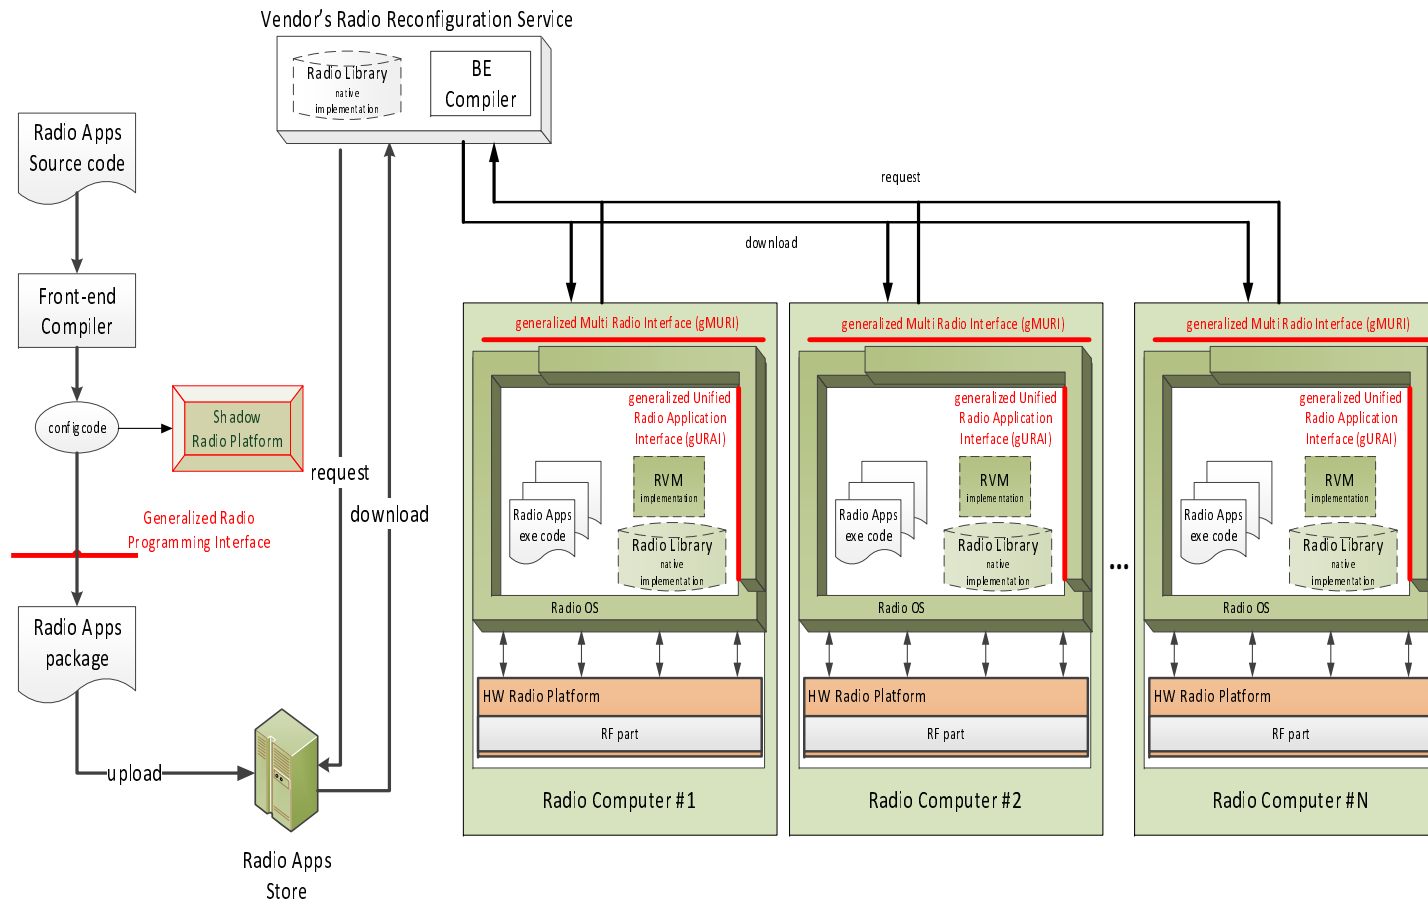 Vendor's Radio Reconfiguration Service
Radio Library
native
implementation
BE
Compiler
Radio Apps
Source code
Front-end
Compiler
config code
Shadow
Radio Platform
Generalized Radio
Programming Interface
Radio Apps
package
upload
Radio Apps
Store
request
download
request
download
generalized Multi Radio Interface (gMURI)
generalized Unified
Radio Application
Interface (gURAI)
RVM
implementation
Radio Apps
exe code
Radio Library
native
implementation
Radio OS
HW Radio Platform
RF part
Radio Computer #1
generalized Multi Radio Interface (gMURI)
generalized Unified
Radio Application
Interface (gURAI)
RVM
implementation
Radio Apps
exe code
Radio Library
native
implementation
Radio OS
HW Radio Platform
RF part
Radio Computer #2
...
generalized Multi Radio Interface (gMURI)
generalized Unified
Radio Application
Interface (gURAI)
RVM
implementation
Radio Apps
exe code
Radio Library
native
implementation
Radio OS
HW Radio Platform
RF part
Radio Computer #N